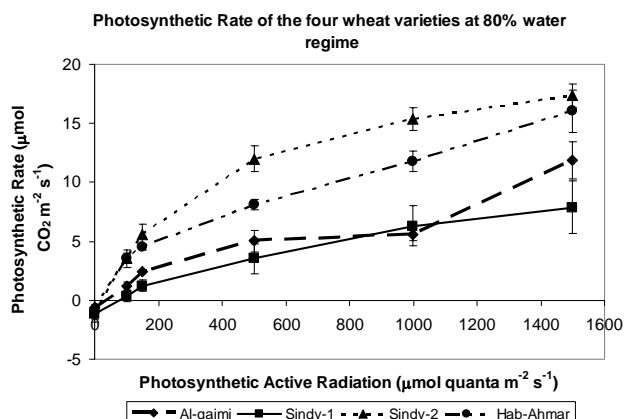 Photosynthetic Rate of the four wheat varieties at 80% water
regime
Photosynthetic Rate (μmol
CO₂ m⁻² s⁻¹)
20
15
10
5
0
-5
0 200 400 600 800 1000 1200 1400 1600
Photosynthetic Active Radiation (μmol quanta m⁻² s⁻¹)
Al-gaimi Sindy-1 Sindy-2 Hab-Ahmar